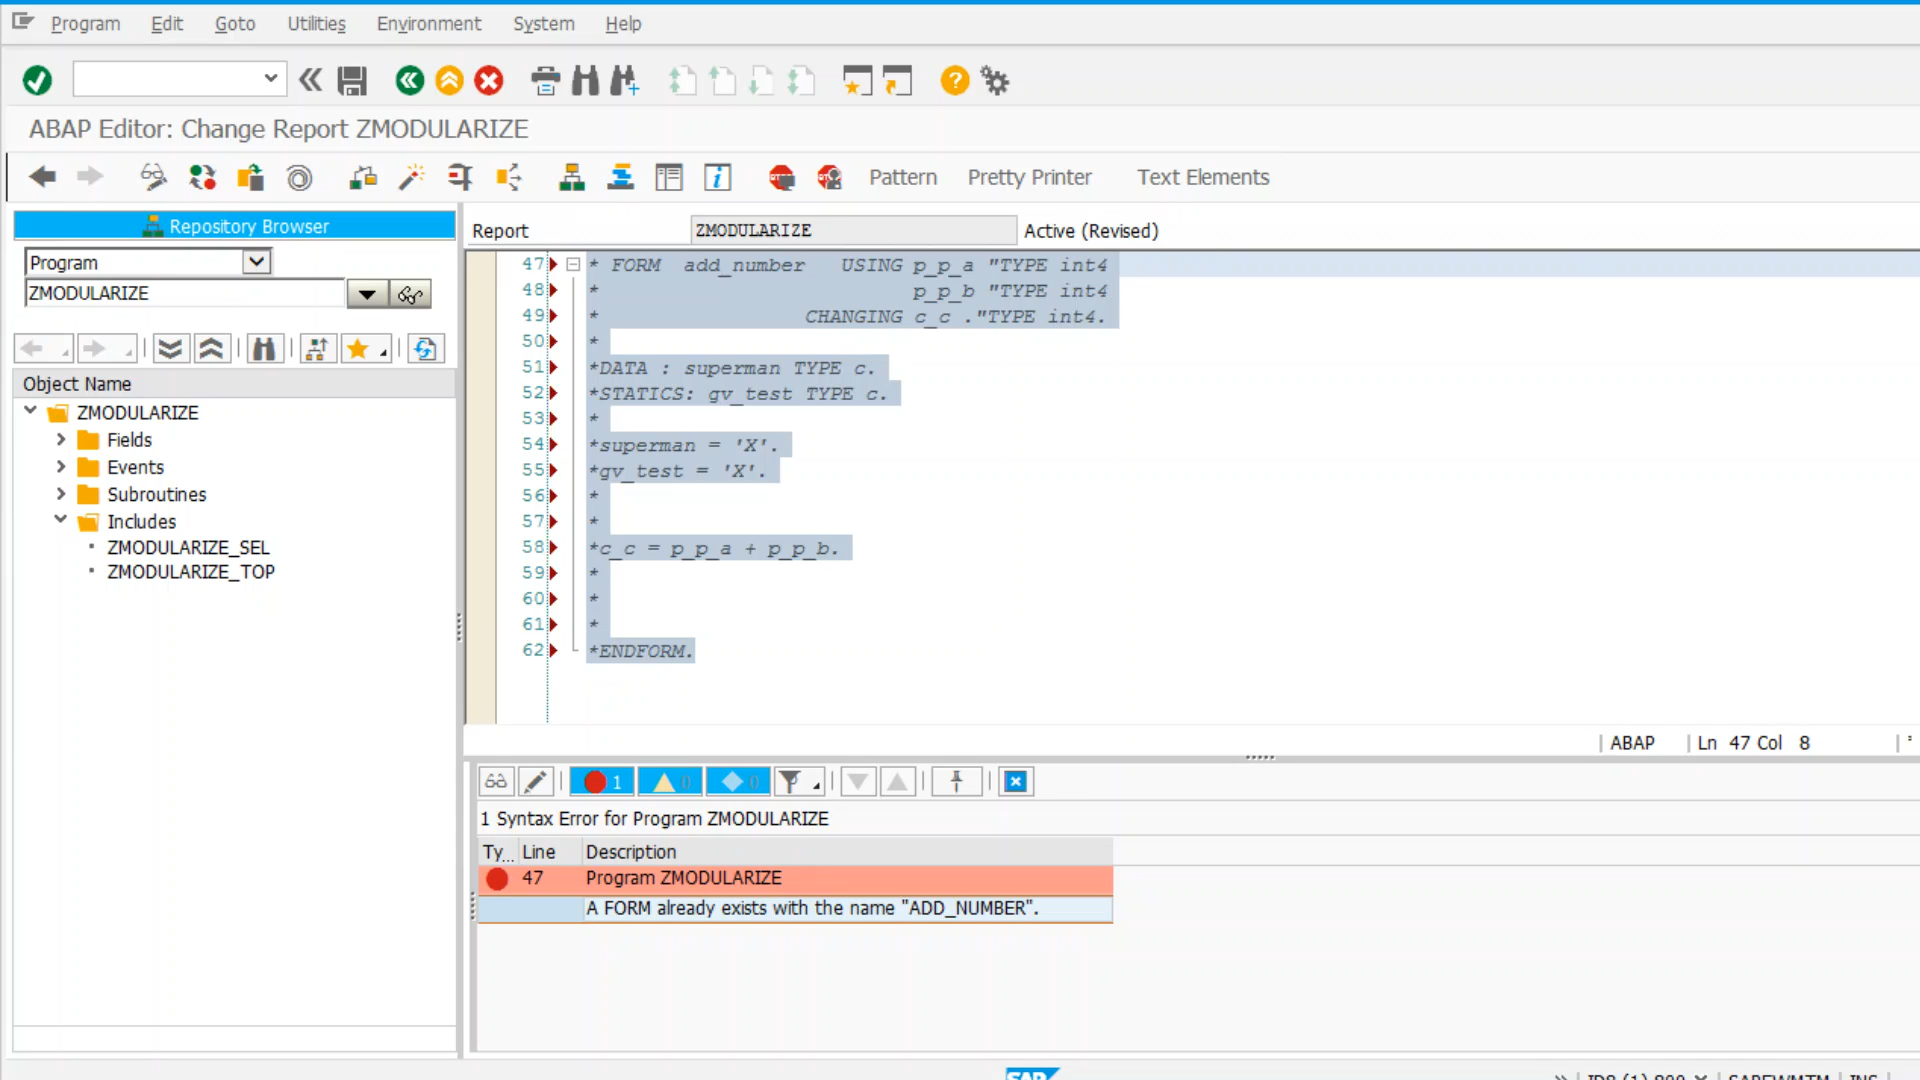 Program Edit Goto Utilities Environment System Help
ABAP Editor: Change Report ZMODULARIZE
Pattern Pretty Printer Text Elements
Repository Browser
Program
ZMODULARIZE
Object Name
ZMODULARIZE
Fields
Events
Subroutines
Includes
ZMODULARIZE_SEL
ZMODULARIZE_TOP
Report ZMODULARIZE Active (Revised)
47 * FORM add_number USING p_p_a "TYPE int4
48 * p_p_b "TYPE int4
49 * CHANGING c_c ."TYPE int4.
50 *
51 *DATA : superman TYPE c.
52 *STATICS: gv_test TYPE c.
53 *
54 *superman = 'X'.
55 *gv_test = 'X'.
56 *
57 *
58 *c_c = p_p_a + p_p_b.
59 *
60 *
61 *
62 *ENDFORM.
ABAP Ln 47 Col 8
1 0 0
1 Syntax Error for Program ZMODULARIZE
Ty... Line Description
47 Program ZMODULARIZE
A FORM already exists with the name "ADD_NUMBER".
SAP